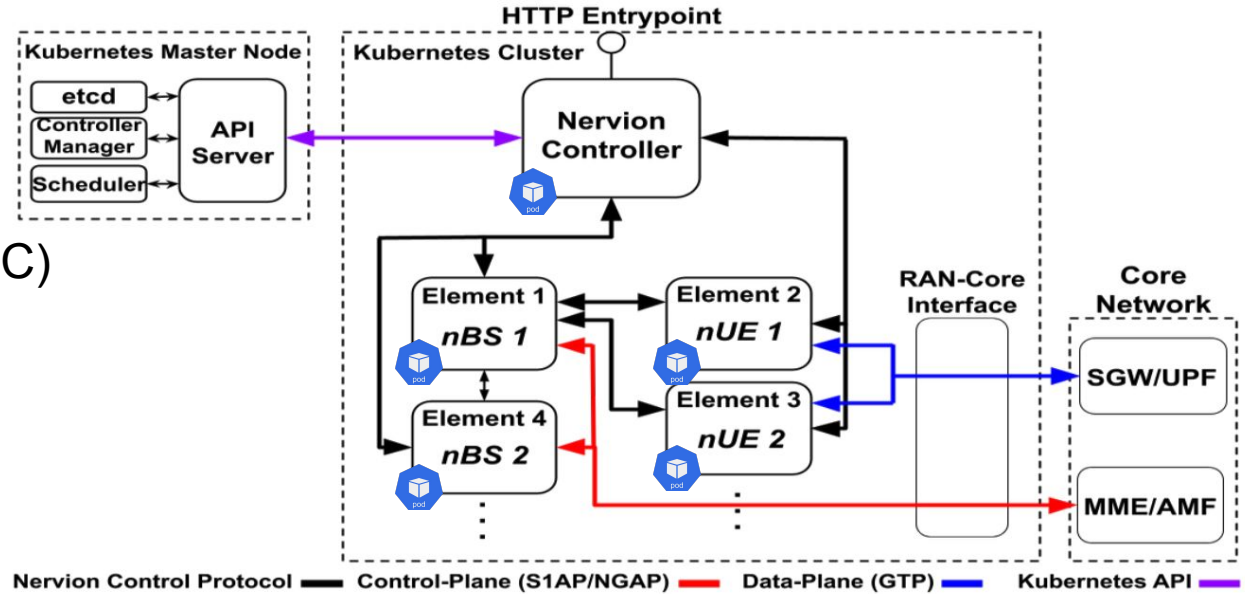 HTTP Entrypoint
Kubernetes Master Node
etcd
Controller
Manager
Scheduler
API
Server
Kubernetes Cluster
Nervion
Controller
pod
C)
Element 1
nBS 1
pod
Element 2
nUE 1
pod
Element 4
nBS 2
pod
Element 3
nUE 2
pod
RAN-Core
Interface
Core
Network
SGW/UPF
MME/AMF
Nervion Control Protocol
Control-Plane (S1AP/NGAP)
Data-Plane (GTP)
Kubernetes API